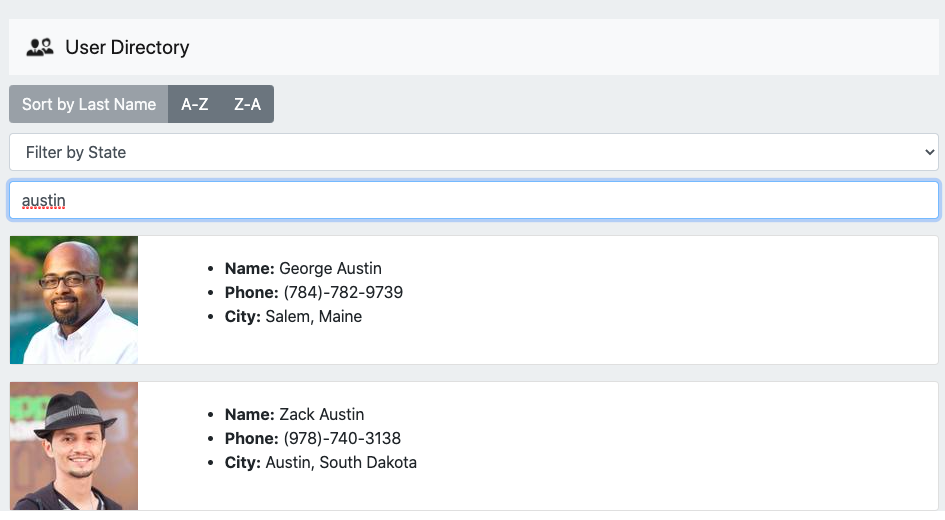 User Directory
Sort by Last Name A-Z Z-A
Filter by State
austin
Name: George Austin
Phone: (784)-782-9739
City: Salem, Maine
Name: Zack Austin
Phone: (978)-740-3138
City: Austin, South Dakota